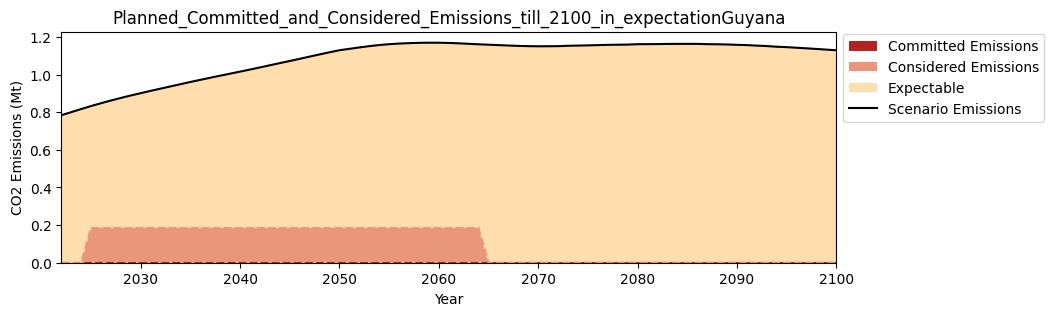 Planned_Committed_and_Considered_Emissions_till_2100_in_expectationGuyana
CO2 Emissions (Mt)
1.2
1.0
0.8
0.6
0.4
0.2
0.0
2030 2040 2050 2060 2070 2080 2090 2100
Year
Committed Emissions
Considered Emissions
Expectable
Scenario Emissions